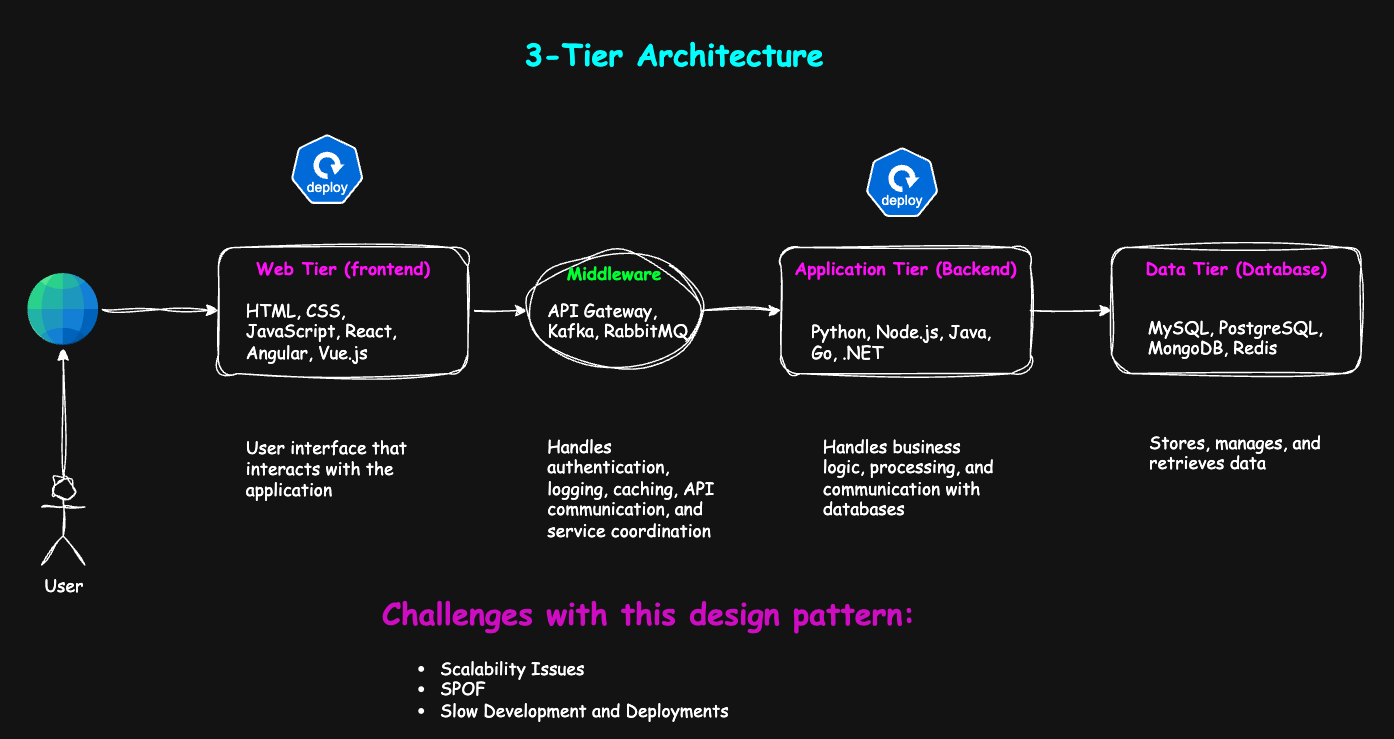 3-Tier Architecture
deploy
deploy
Web Tier (frontend)
HTML, CSS,
JavaScript, React,
Angular, Vue.js
Middleware
API Gateway,
Kafka, RabbitMQ
Application Tier (Backend)
Python, Node.js, Java,
Go, .NET
Data Tier (Database)
MySQL, PostgreSQL,
MongoDB, Redis
User interface that
interacts with the
application
Handles
authentication,
logging, caching, API
communication, and
service coordination
Handles business
logic, processing, and
communication with
databases
Stores, manages, and
retrieves data
User
Challenges with this design pattern:
• Scalability Issues
• SPOF
• Slow Development and Deployments